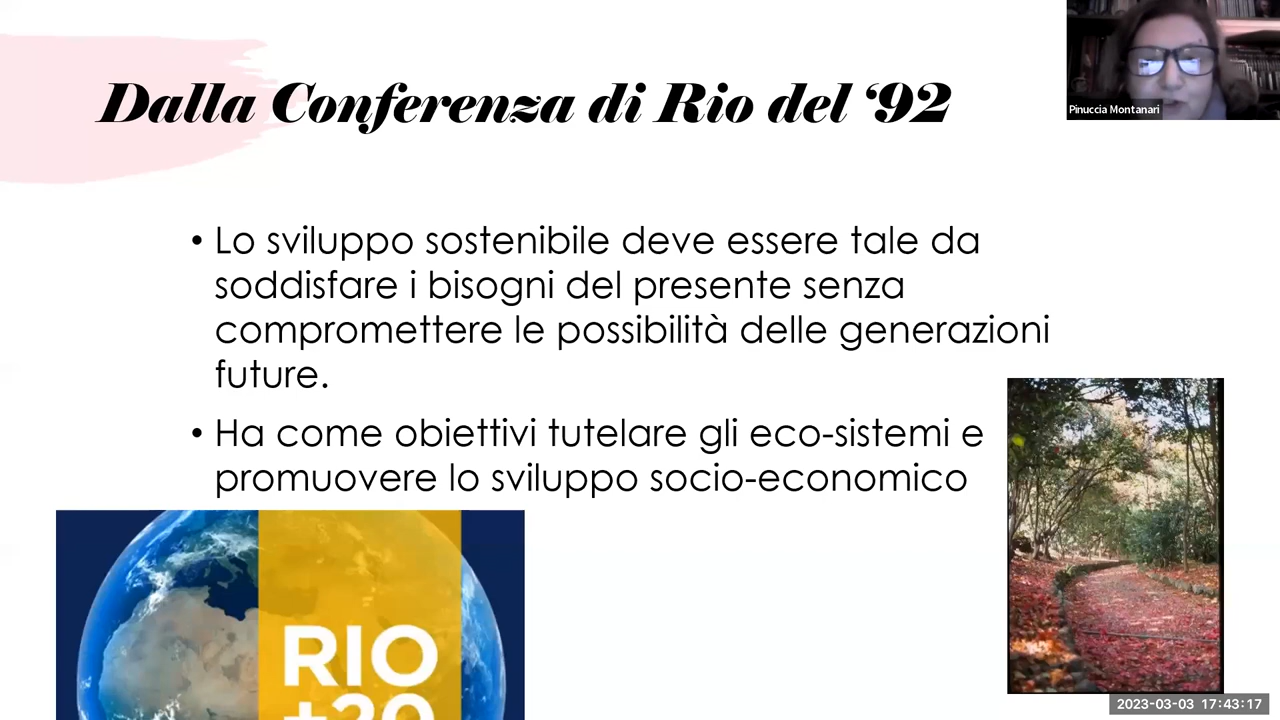 Dalla Conferenza di Rio del ‘92
Pinuccia Montanari
• Lo sviluppo sostenibile deve essere tale da
soddisfare i bisogni del presente senza
compromettere le possibilità delle generazioni
future.
• Ha come obiettivi tutelare gli eco-sistemi e
promuovere lo sviluppo socio-economico
RIO
+20
2023-03-03 17:43:17